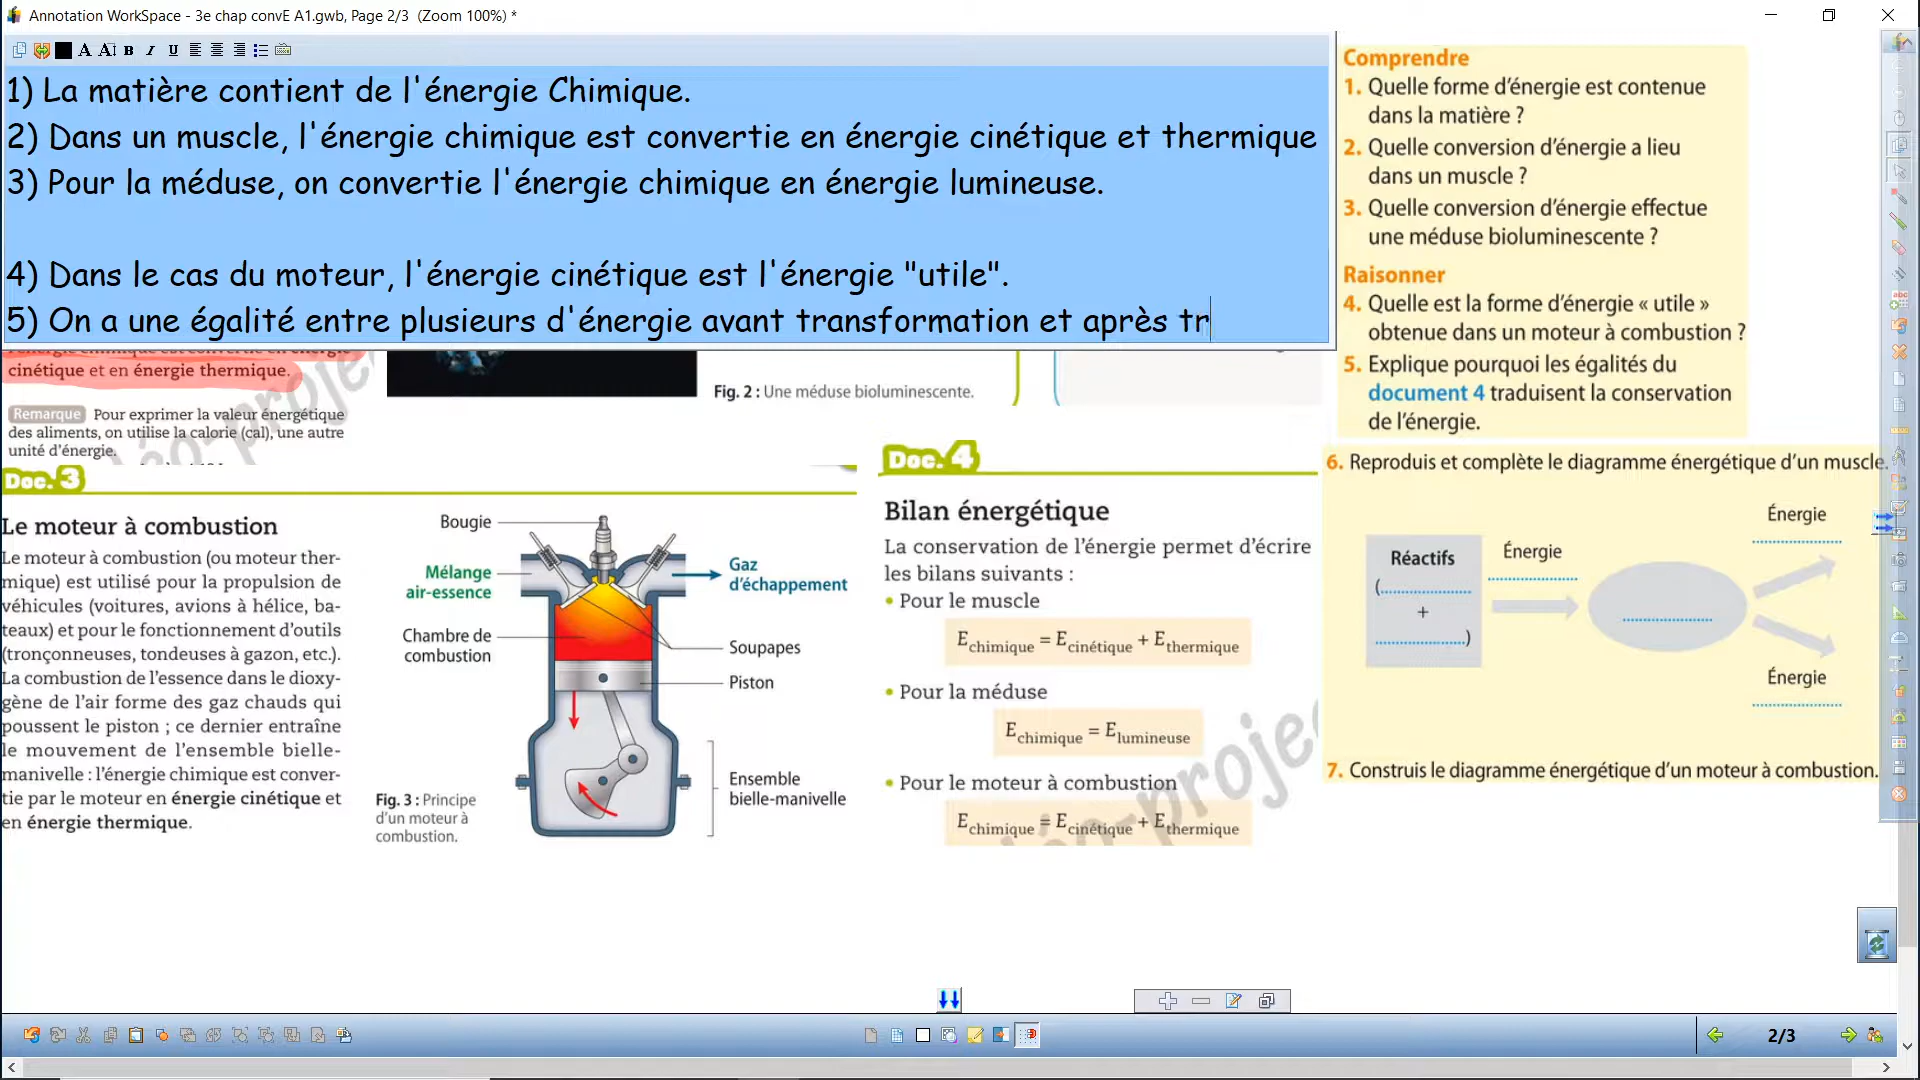 Annotation WorkSpace - 3e chap convE A1.gwb, Page 2/3 (Zoom 100%) *
1) La matière contient de l'énergie Chimique.
2) Dans un muscle, l'énergie chimique est convertie en énergie cinétique et thermique
3) Pour la méduse, on convertie l'énergie chimique en énergie lumineuse.
4) Dans le cas du moteur, l'énergie cinétique est l'énergie "utile".
5) On a une égalité entre plusieurs d'énergie avant transformation et après tr
Comprendre
1. Quelle forme d'énergie est contenue
dans la matière ?
2. Quelle conversion d'énergie a lieu
dans un muscle ?
3. Quelle conversion d'énergie effectue
une méduse bioluminescente ?
Raisonner
4. Quelle est la forme d'énergie « utile »
obtenue dans un moteur à combustion ?
5. Explique pourquoi les égalités du
document 4 traduisent la conservation
de l'énergie.
cinétique et en énergie thermique.
Remarque Pour exprimer la valeur énergétique
des aliments, on utilise la calorie (cal), une autre
unité d'énergie.
Fig. 2 : Une méduse bioluminescente.
Doc. 3
Le moteur à combustion
Le moteur à combustion (ou moteur ther-
mique) est utilisé pour la propulsion de
véhicules (voitures, avions à hélice, ba-
teaux) et pour le fonctionnement d'outils
(tronçonneuses, tondeuses à gazon, etc.).
La combustion de l'essence dans le dioxy-
gène de l'air forme des gaz chauds qui
poussent le piston ; ce dernier entraîne
le mouvement de l'ensemble bielle-
manivelle : l'énergie chimique est conver-
tie par le moteur en énergie cinétique et
en énergie thermique.
Bougie
Mélange
air-essence
Chambre de
combustion
Gaz
d'échappement
Soupapes
Piston
Ensemble
bielle-manivelle
Fig. 3 : Principe
d'un moteur à
combustion.
Doc. 4
Bilan énergétique
La conservation de l'énergie permet d'écrire
les bilans suivants :
• Pour le muscle
Echimique = Ecinétique + Ethermique
• Pour la méduse
Echimique = Elumineuse
• Pour le moteur à combustion
Echimique = Ecinétique + Ethermique
6. Reproduis et complète le diagramme énergétique d'un muscle.
Réactifs
(....................
+
....................)
Énergie
....................
....................
Énergie
....................
Énergie
....................
7. Construis le diagramme énergétique d'un moteur à combustion.
2/3